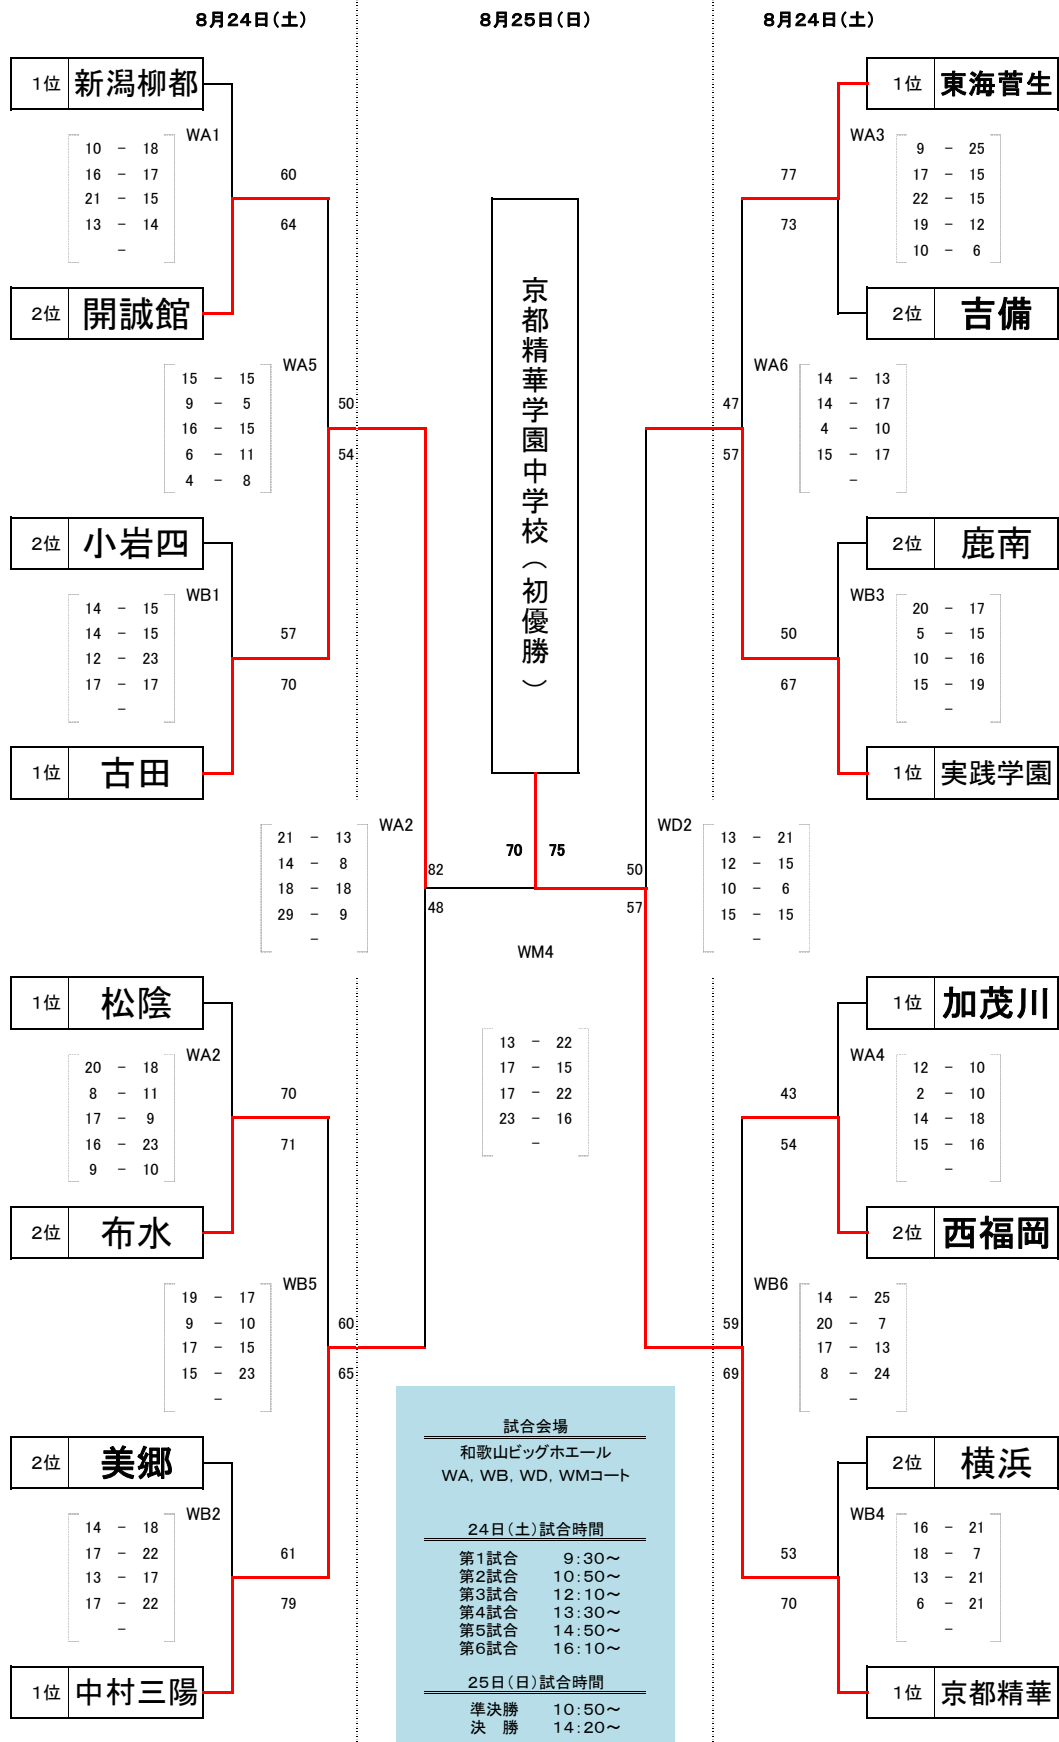 8月24日（土）
8月25日（日）
8月24日（土）
1位 新潟柳都
WA1
10 - 18
16 - 17
21 - 15
13 - 14
-
60
64
2位 開誠館
WA5
15 - 15
9 - 5
16 - 15
6 - 11
4 - 8
50
54
2位 小岩四
WB1
14 - 15
14 - 15
12 - 23
17 - 17
-
57
70
1位 古田
WA2
21 - 13
14 - 8
18 - 18
29 - 9
-
82
48
1位 松陰
WA2
20 - 18
8 - 11
17 - 9
16 - 23
9 - 10
70
71
2位 布水
WB5
19 - 17
9 - 10
17 - 15
15 - 23
-
60
65
2位 美郷
WB2
14 - 18
17 - 22
13 - 17
17 - 22
-
61
79
1位 中村三陽
京都精華学園中学校（初優勝）
70 75
WM4
13 - 22
17 - 15
17 - 22
23 - 16
-
1位 東海菅生
WA3
9 - 25
17 - 15
22 - 15
19 - 12
10 - 6
77
73
2位 吉備
WA6
14 - 13
14 - 17
4 - 10
15 - 17
-
47
57
2位 鹿南
WB3
20 - 17
5 - 15
10 - 16
15 - 19
-
50
67
1位 実践学園
WD2
13 - 21
12 - 15
10 - 6
15 - 15
-
50
57
1位 加茂川
WA4
12 - 10
2 - 10
14 - 18
15 - 16
-
43
54
2位 西福岡
WB6
14 - 25
20 - 7
17 - 13
8 - 24
-
59
69
2位 横浜
WB4
16 - 21
18 - 7
13 - 21
6 - 21
-
53
70
1位 京都精華
試合会場
和歌山ビッグホエール
WA, WB, WD, WMコート
24日（土）試合時間
第1試合 9：30～
第2試合 10：50～
第3試合 12：10～
第4試合 13：30～
第5試合 14：50～
第6試合 16：10～
25日（日）試合時間
準決勝 10：50～
決　勝 14：20～